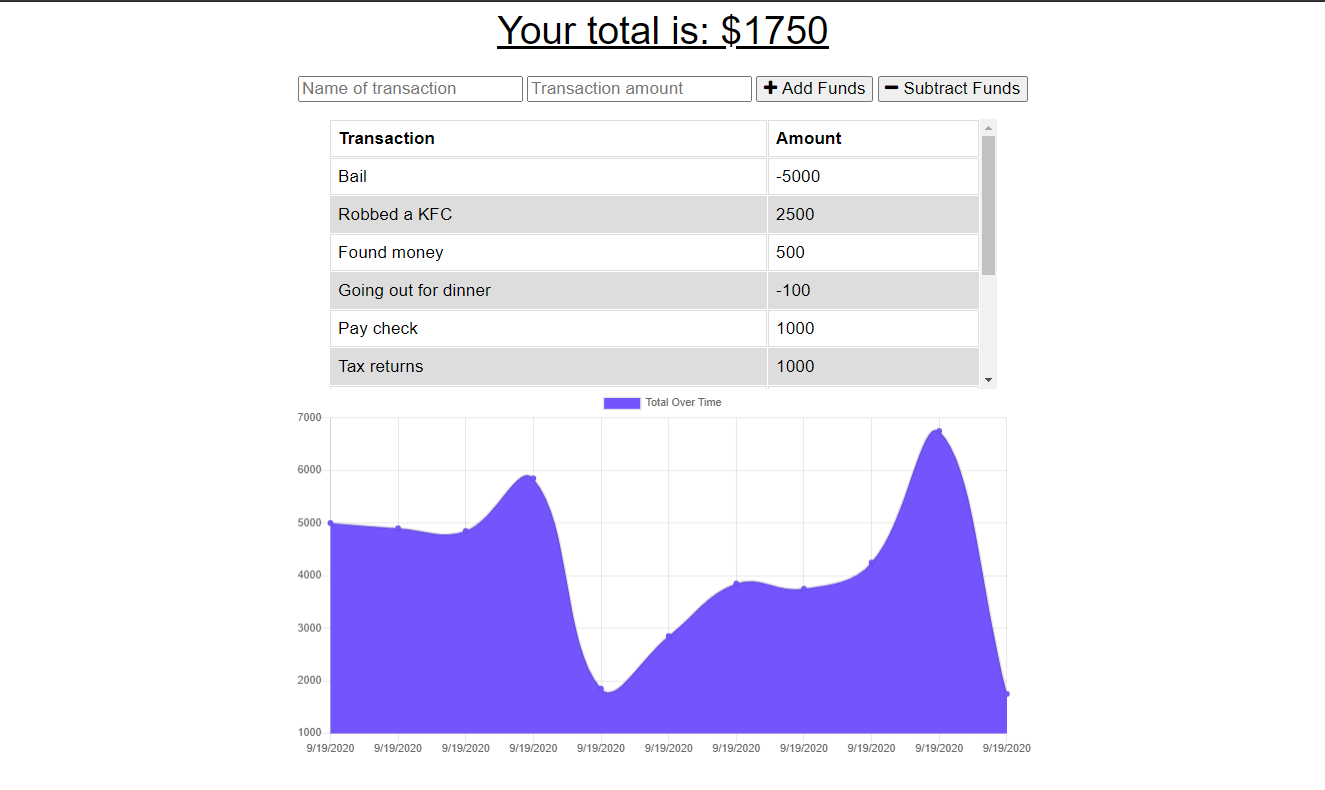 Your total is: $1750
Name of transaction Transaction amount Add Funds Subtract Funds
Transaction Amount
Bail -5000
Robbed a KFC 2500
Found money 500
Going out for dinner -100
Pay check 1000
Tax returns 1000
Total Over Time
7000
6000
5000
4000
3000
2000
1000
9/19/2020 9/19/2020 9/19/2020 9/19/2020 9/19/2020 9/19/2020 9/19/2020 9/19/2020 9/19/2020 9/19/2020 9/19/2020